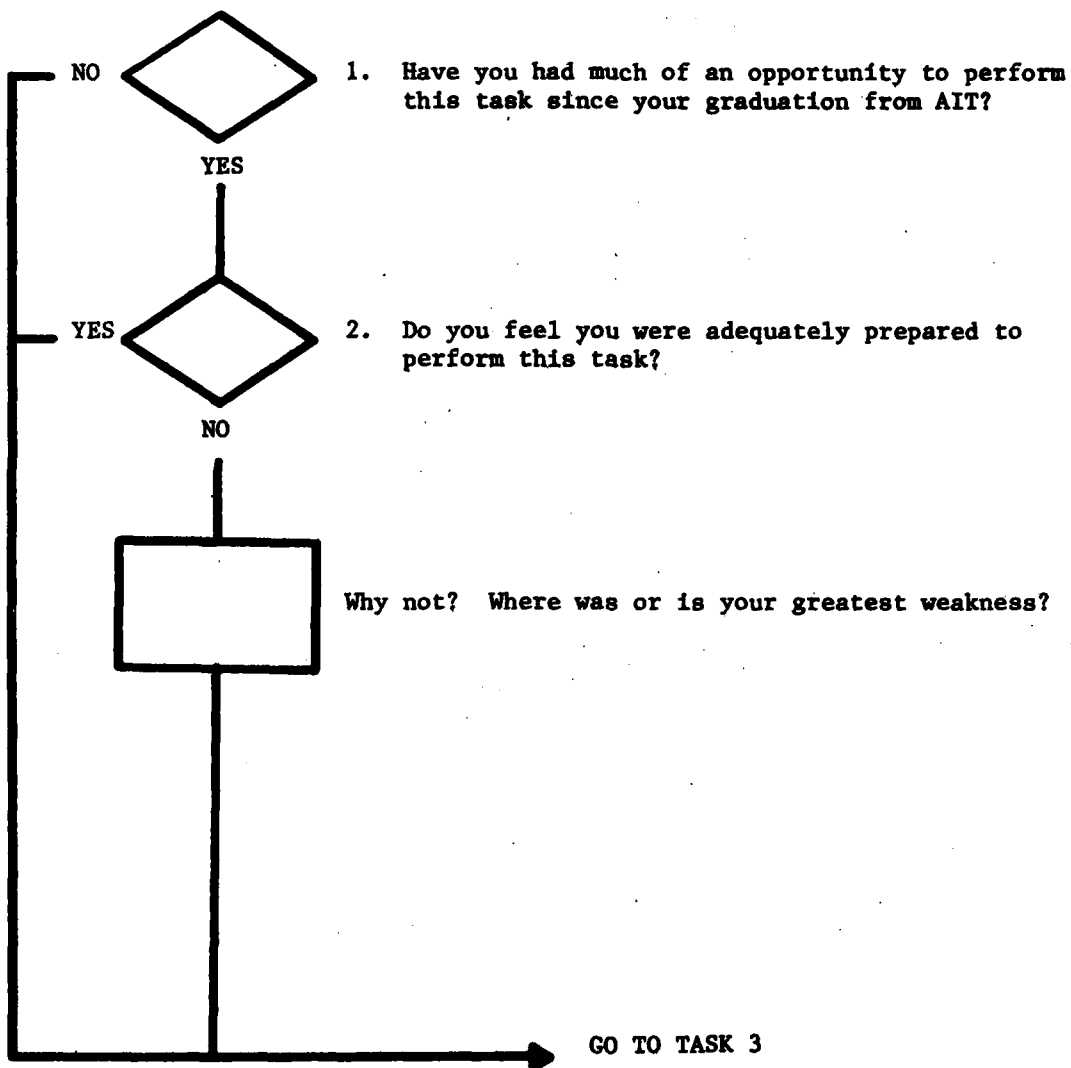 NO
1. Have you had much of an opportunity to perform
this task since your graduation from AIT?
YES
YES
2. Do you feel you were adequately prepared to
perform this task?
NO
Why not? Where was or is your greatest weakness?
GO TO TASK 3